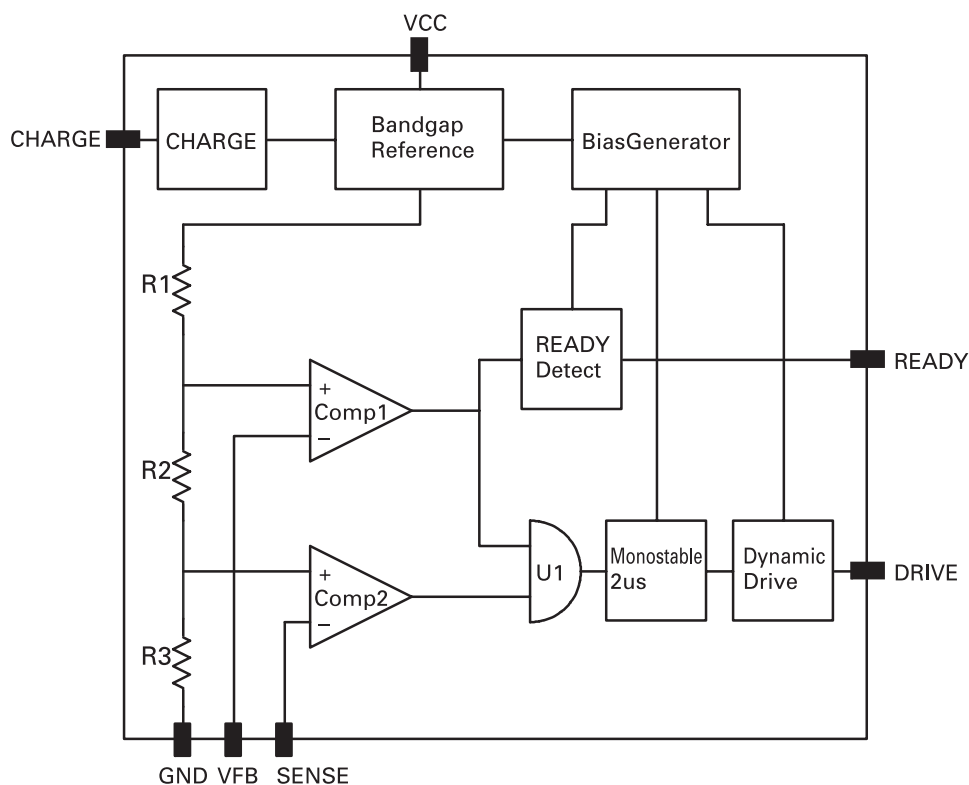 VCC
CHARGE
CHARGE
Bandgap
Reference
BiasGenerator
R1
READY
Detect
READY
+
Comp1
−
R2
+
Comp2
−
U1
Monostable
2us
Dynamic
Drive
DRIVE
R3
GND
VFB
SENSE